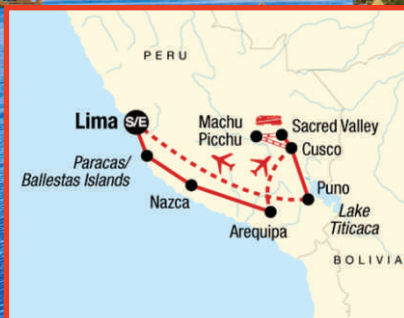 PERU
Lima S/E
Machu
Picchu
Sacred Valley
Cusco
Paracas/
Ballestas Islands
Puno
Nazca
Lake
Titicaca
Arequipa
BOLIVIA